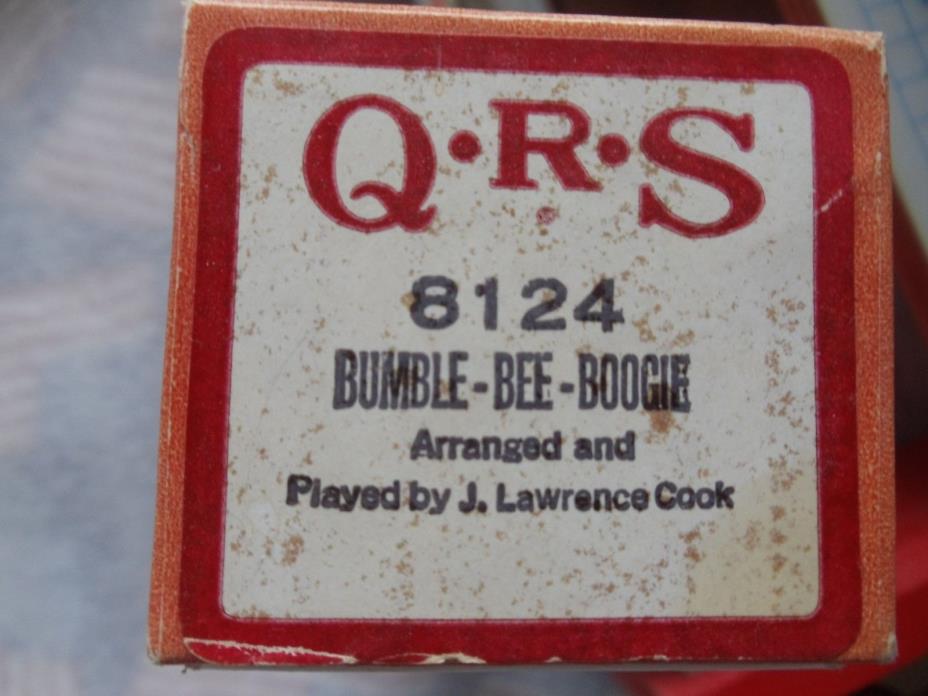 Q·R·S
8124
BUMBLE-BEE-BOOGIE
Arranged and
Played by J. Lawrence Cook